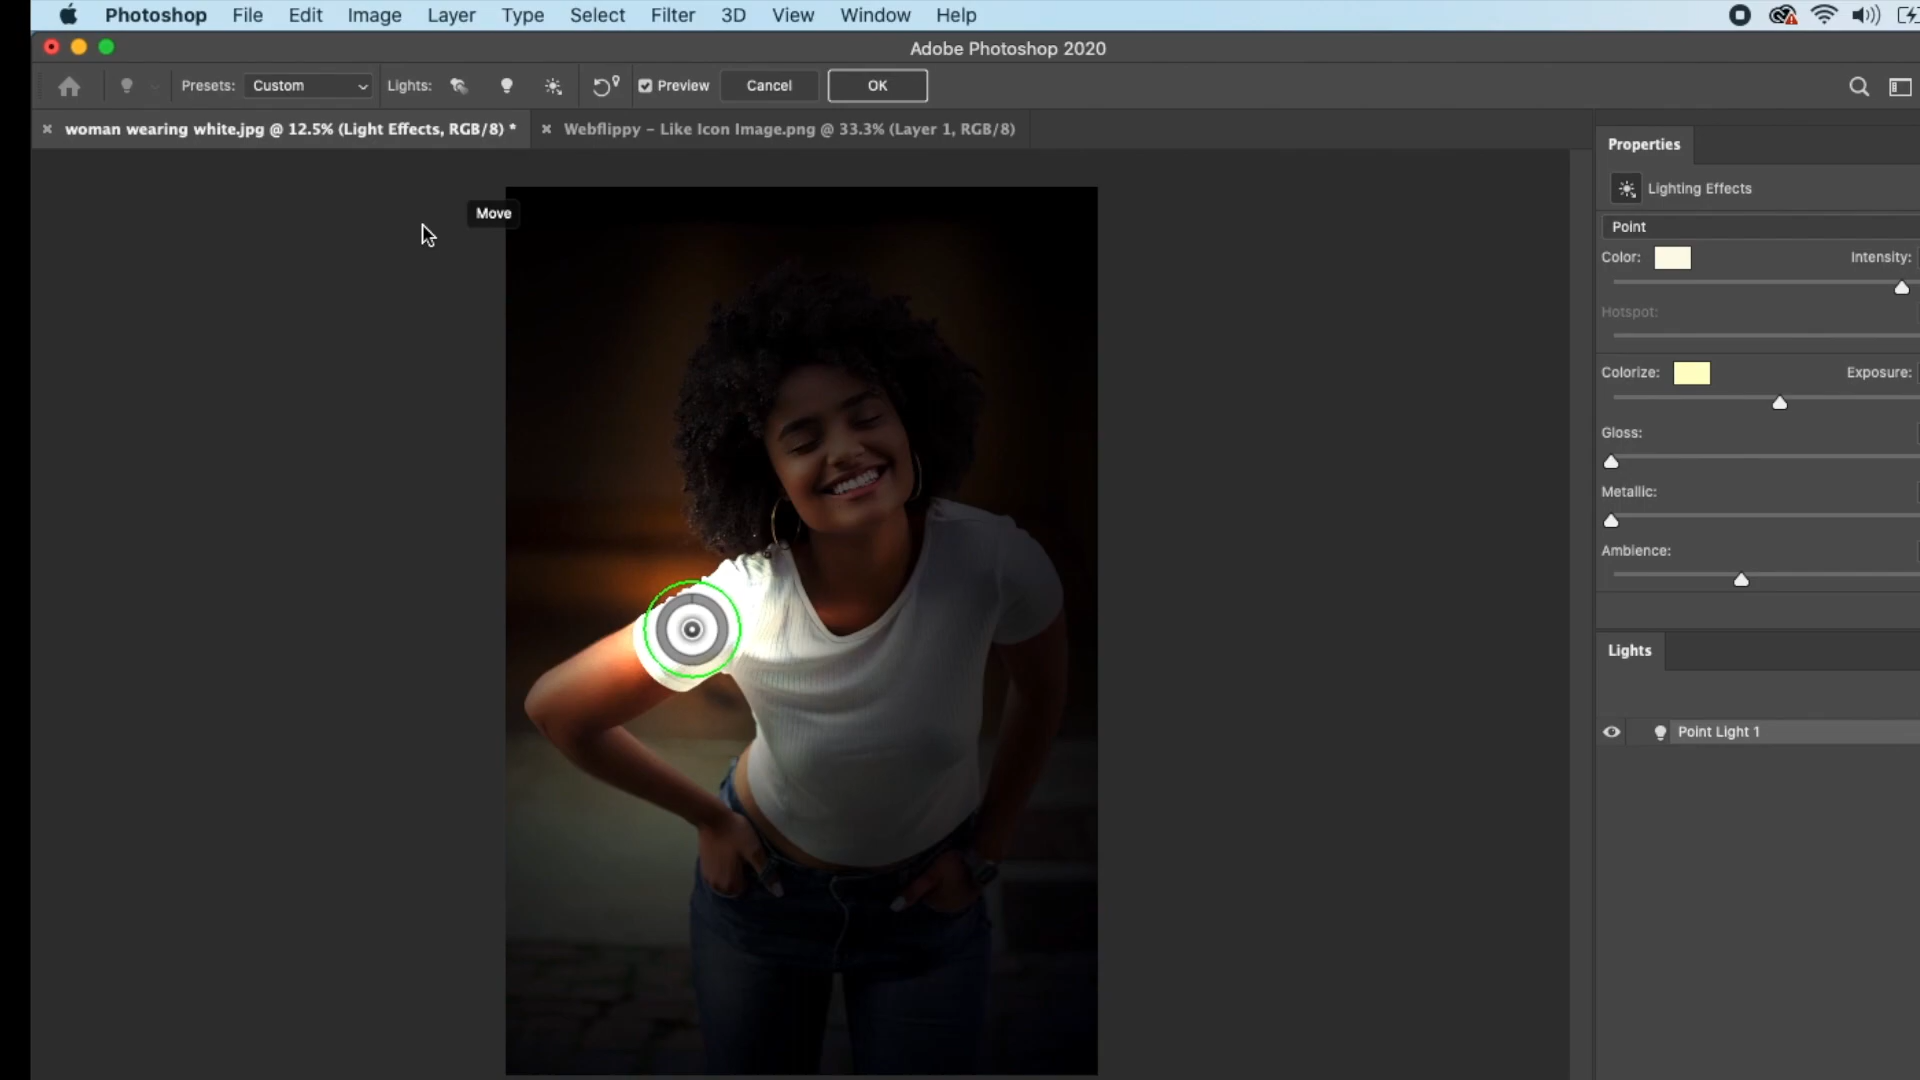 Photoshop File Edit Image Layer Type Select Filter 3D View Window Help
Adobe Photoshop 2020
Presets: Custom Lights: Preview Cancel OK
woman wearing white.jpg @ 12.5% (Light Effects, RGB/8) * Webflippy - Like Icon Image.png @ 33.3% (Layer 1, RGB/8)
Properties
Lighting Effects
Move
Point
Color: Intensity:
Hotspot:
Colorize: Exposure:
Gloss:
Metallic:
Ambience:
Lights
Point Light 1